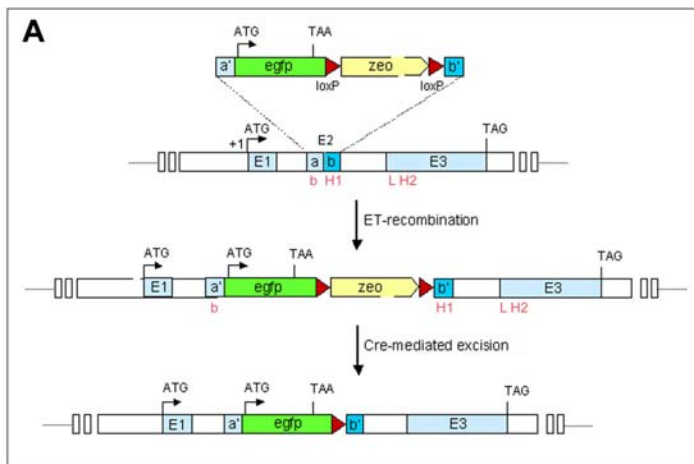 A
ATG TAA
a' egfp zeo b'
loxP loxP
E2
+1 ATG TAG
E1 a b E3
b H1 L H2
ET-recombination
ATG ATG TAA TAG
E1 a' egfp zeo b' E3
b H1 L H2
Cre-mediated excision
ATG ATG TAA TAG
E1 a' egfp b' E3